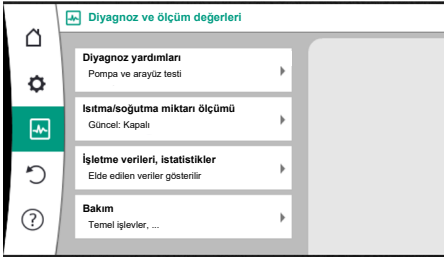 Diyagnoz ve ölçüm değerleri
Diyagnoz yardımları
Pompa ve arayüz testi
Isıtma/soğutma miktarı ölçümü
Güncel: Kapalı
İşletme verileri, istatistikler
Elde edilen veriler gösterilir
Bakım
Temel işlevler, ...
?